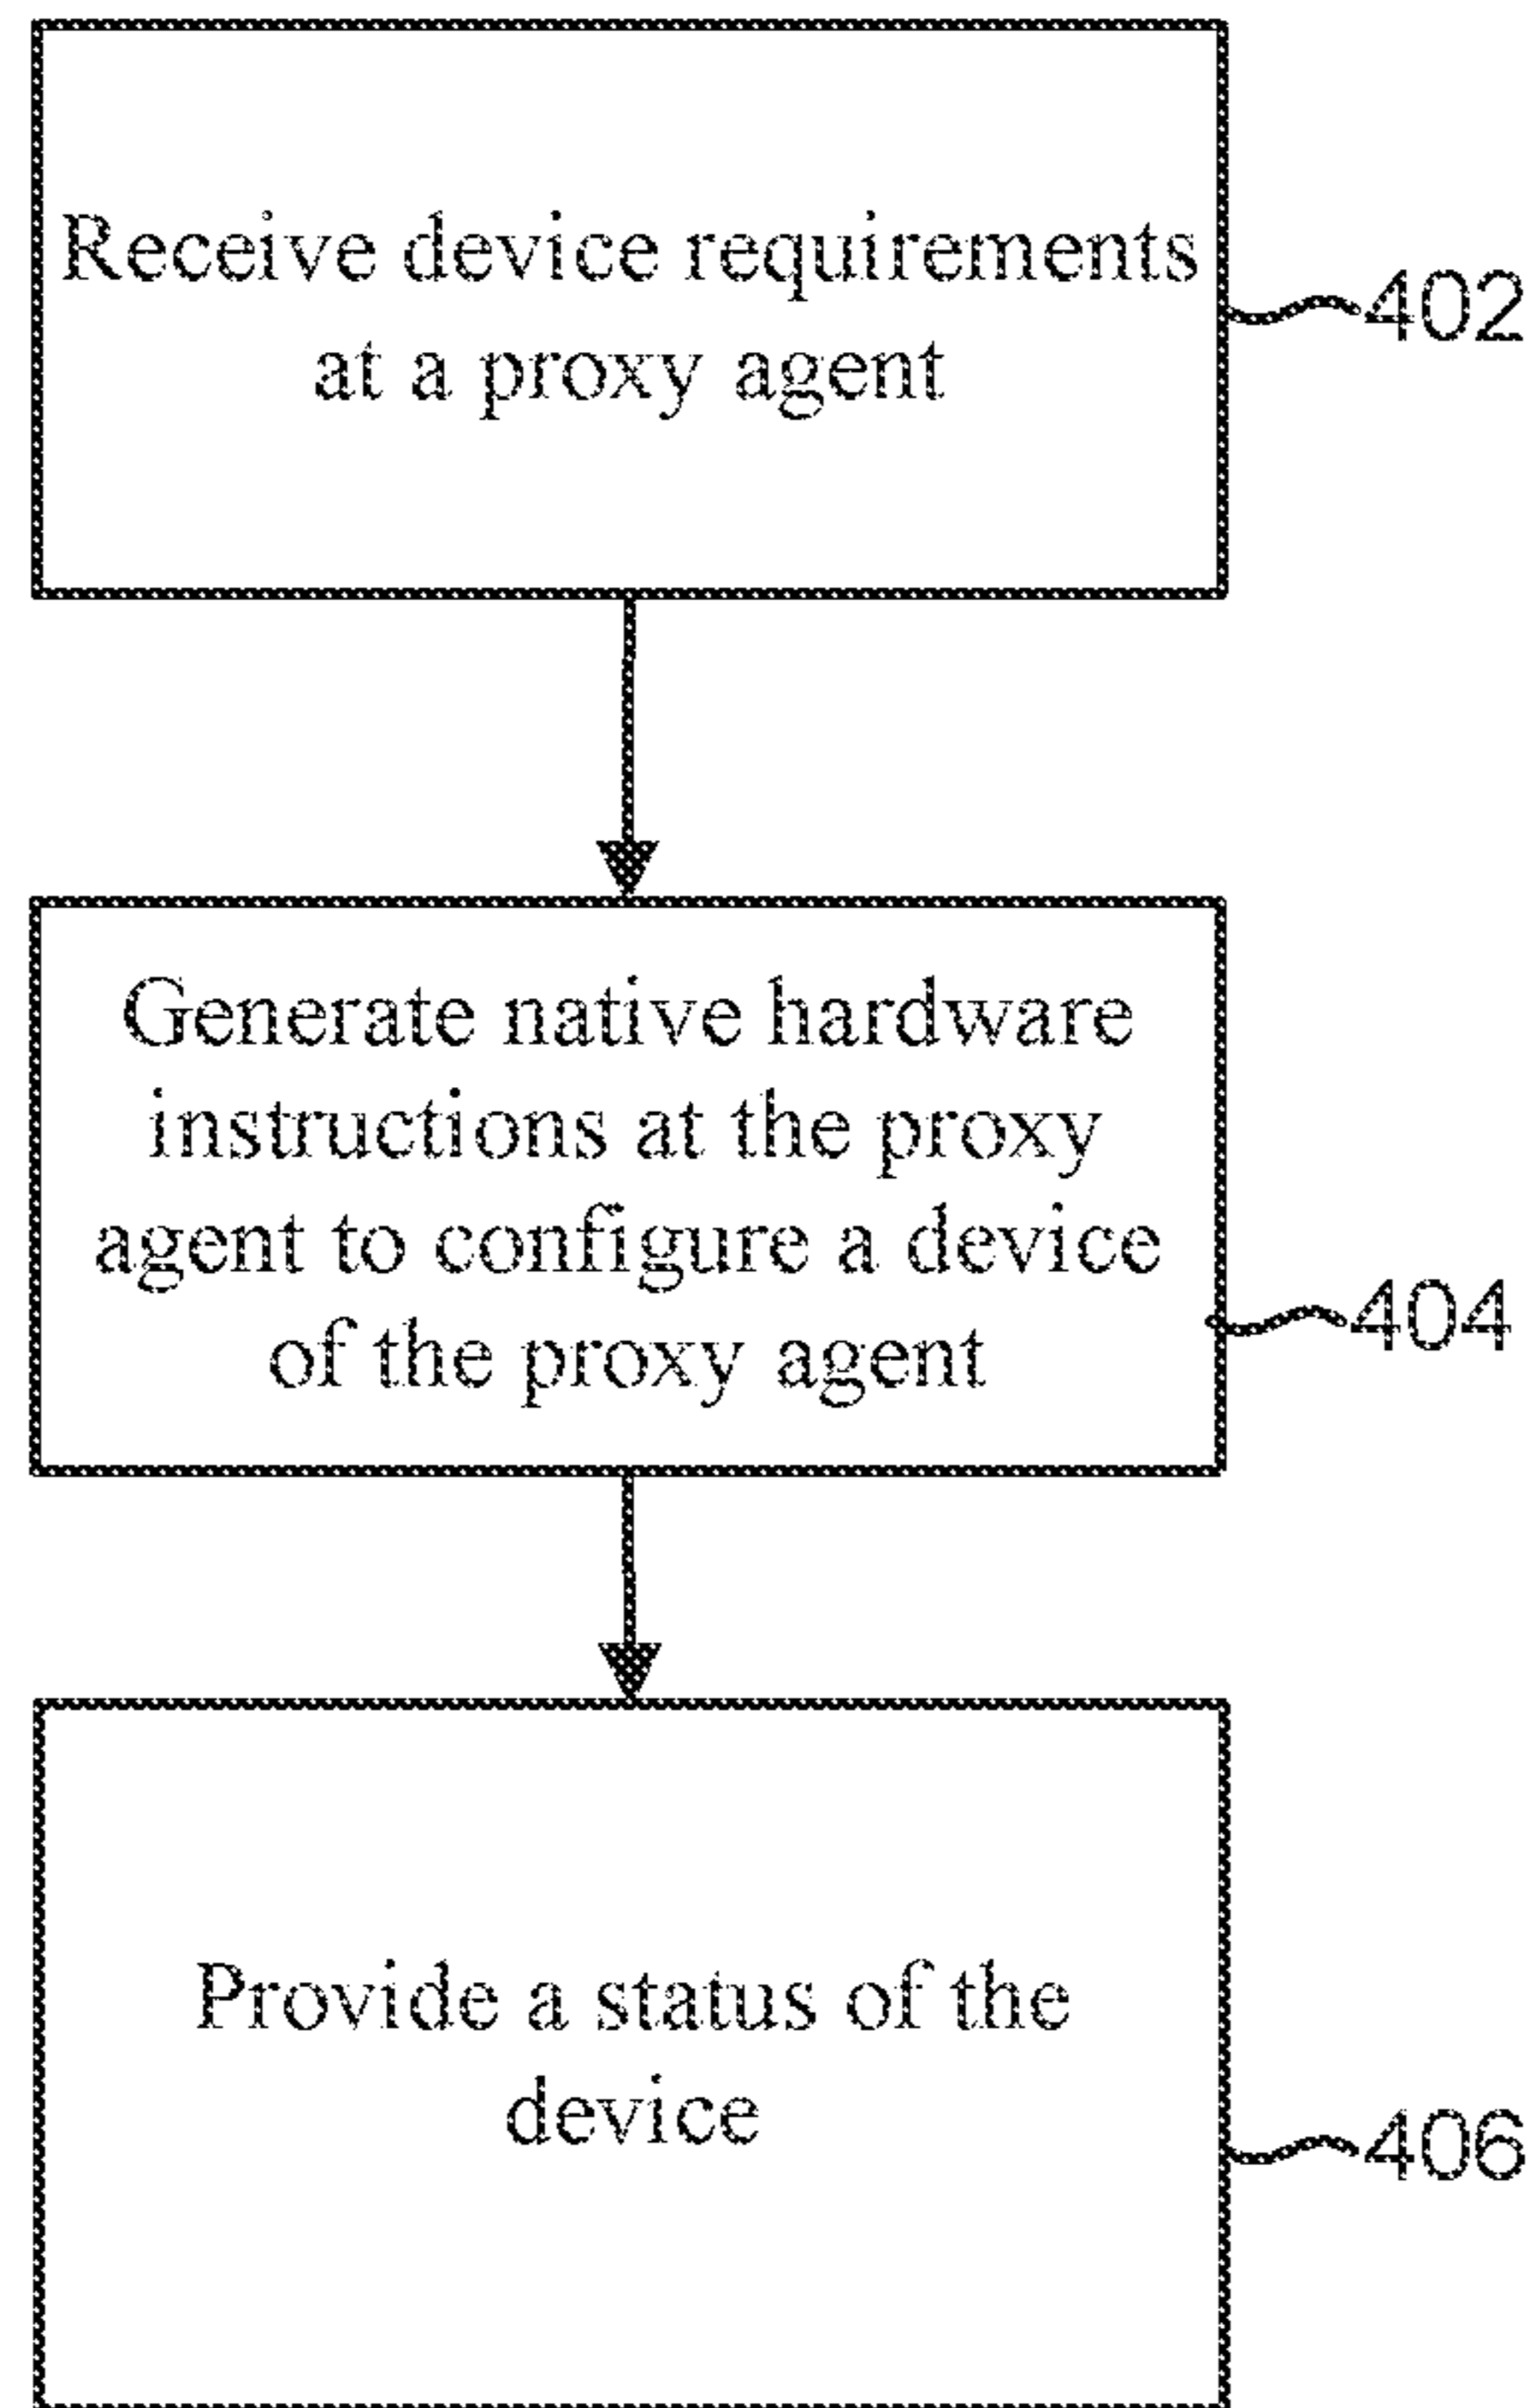 Receive device requirements
at a proxy agent
402
Generate native hardware
instructions at the proxy
agent to configure a device
of the proxy agent
404
Provide a status of the
device
406